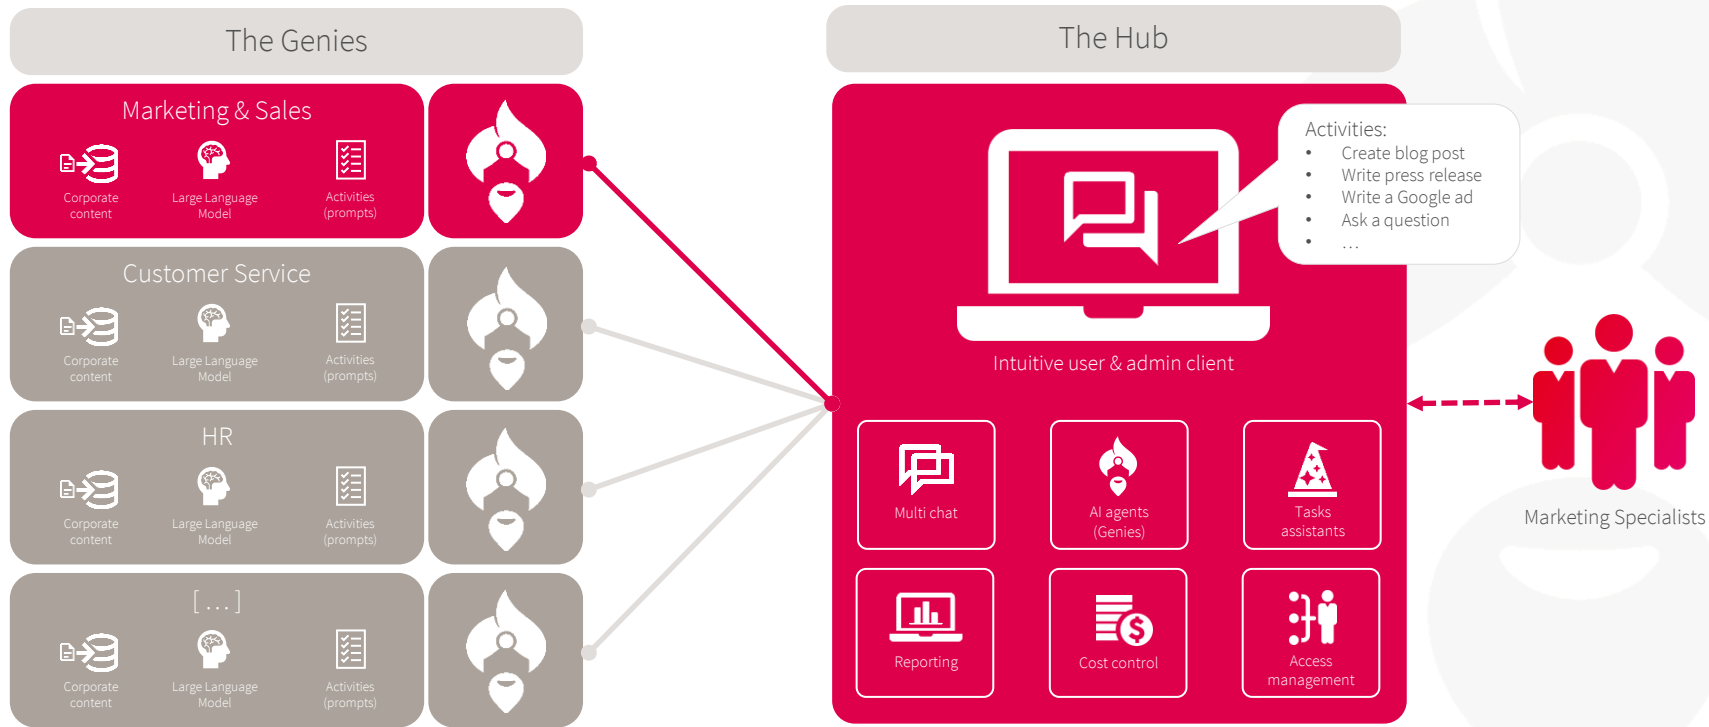 The Genies
Marketing & Sales
Corporate
content
Large Language
Model
Activities
(prompts)
Customer Service
Corporate
content
Large Language
Model
Activities
(prompts)
HR
Corporate
content
Large Language
Model
Activities
(prompts)
[ ... ]
Corporate
content
Large Language
Model
Activities
(prompts)
The Hub
Activities:
• Create blog post
• Write press release
• Write a Google ad
• Ask a question
• ...
Intuitive user & admin client
Multi chat
AI agents
(Genies)
Tasks
assistants
Reporting
Cost control
Access
management
Marketing Specialists